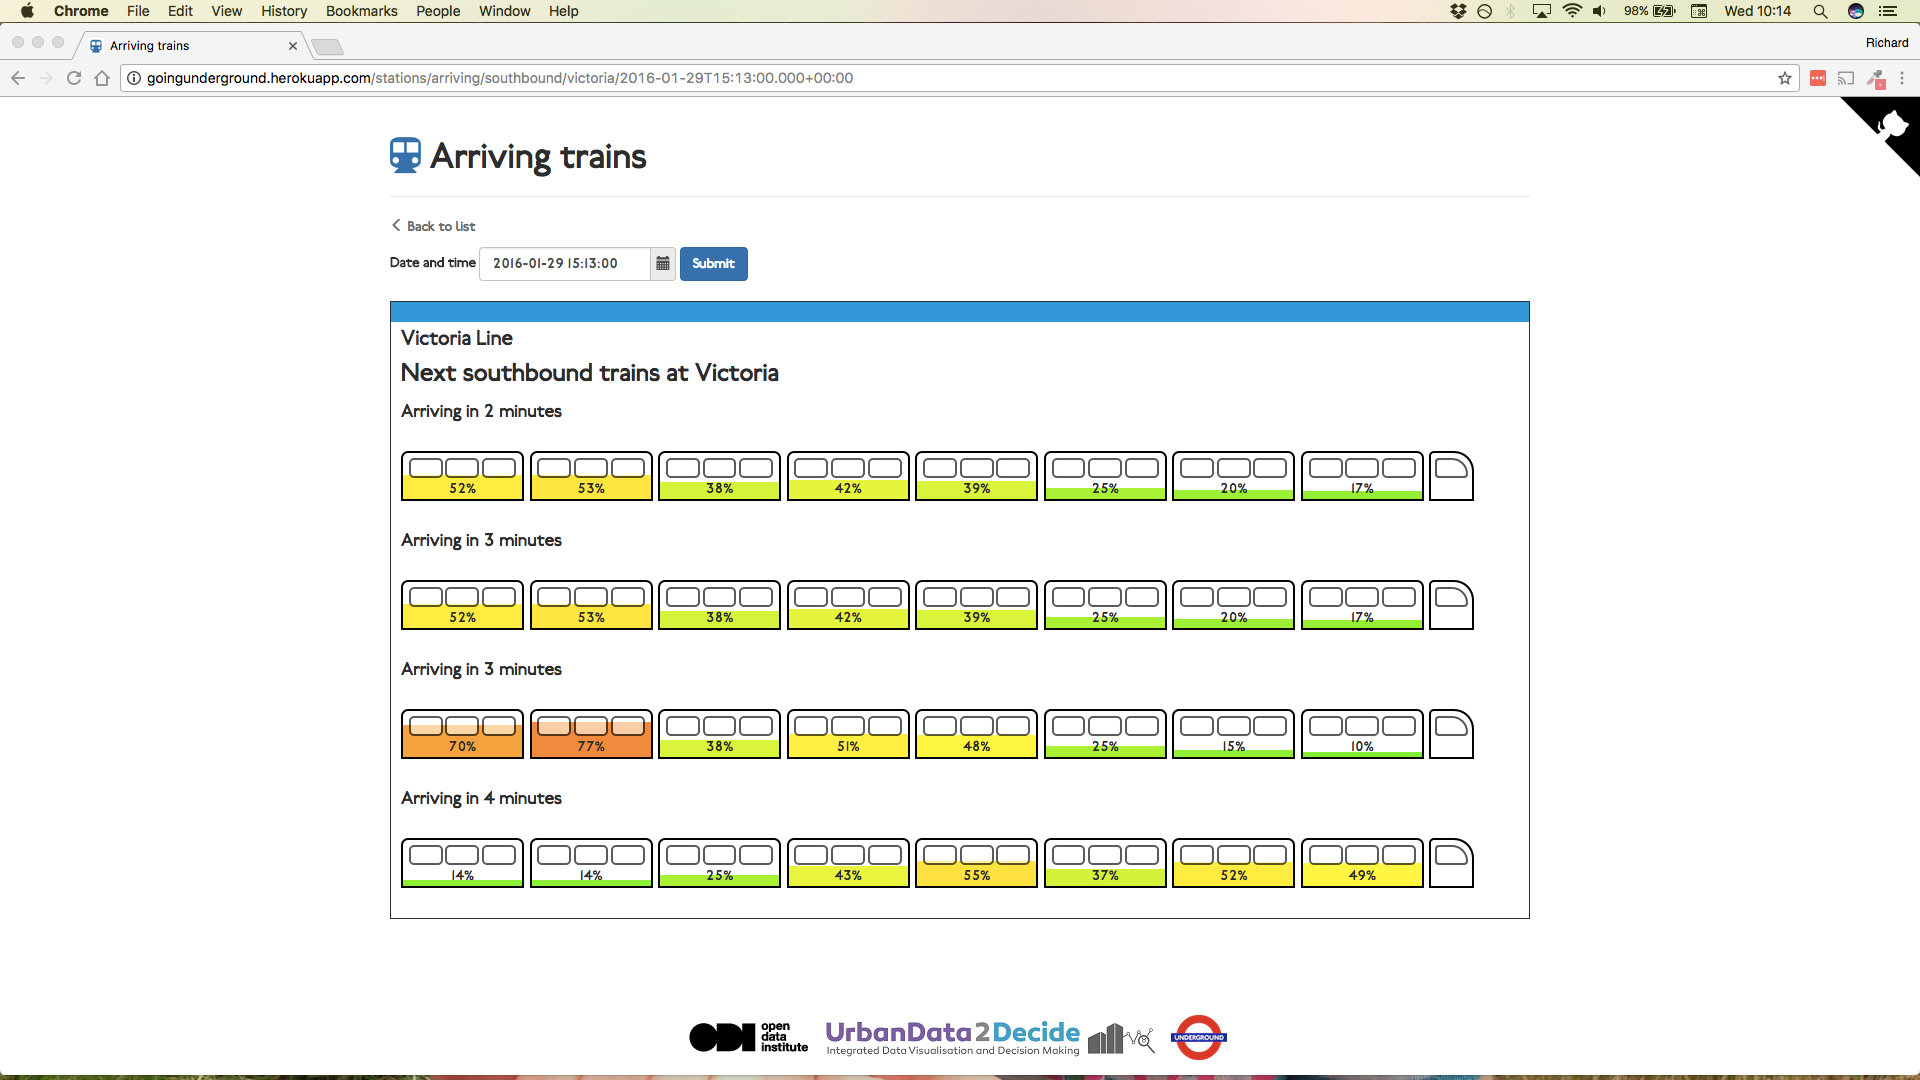 Chrome File Edit View History Bookmarks People Window Help 98% Wed 10:14
Arriving trains Richard
goingunderground.herokuapp.com/stations/arriving/southbound/victoria/2016-01-29T15:13:00.000+00:00
Arriving trains
Back to list
Date and time 2016-01-29 15:13:00 Submit
Victoria Line
Next southbound trains at Victoria
Arriving in 2 minutes
52% 53% 38% 42% 39% 25% 20% 17%
Arriving in 3 minutes
52% 53% 38% 42% 39% 25% 20% 17%
Arriving in 3 minutes
70% 77% 38% 51% 48% 25% 15% 10%
Arriving in 4 minutes
14% 14% 25% 43% 55% 37% 52% 49%
ODI open data institute
UrbanData2Decide
Integrated Data Visualisation and Decision Making
UNDERGROUND